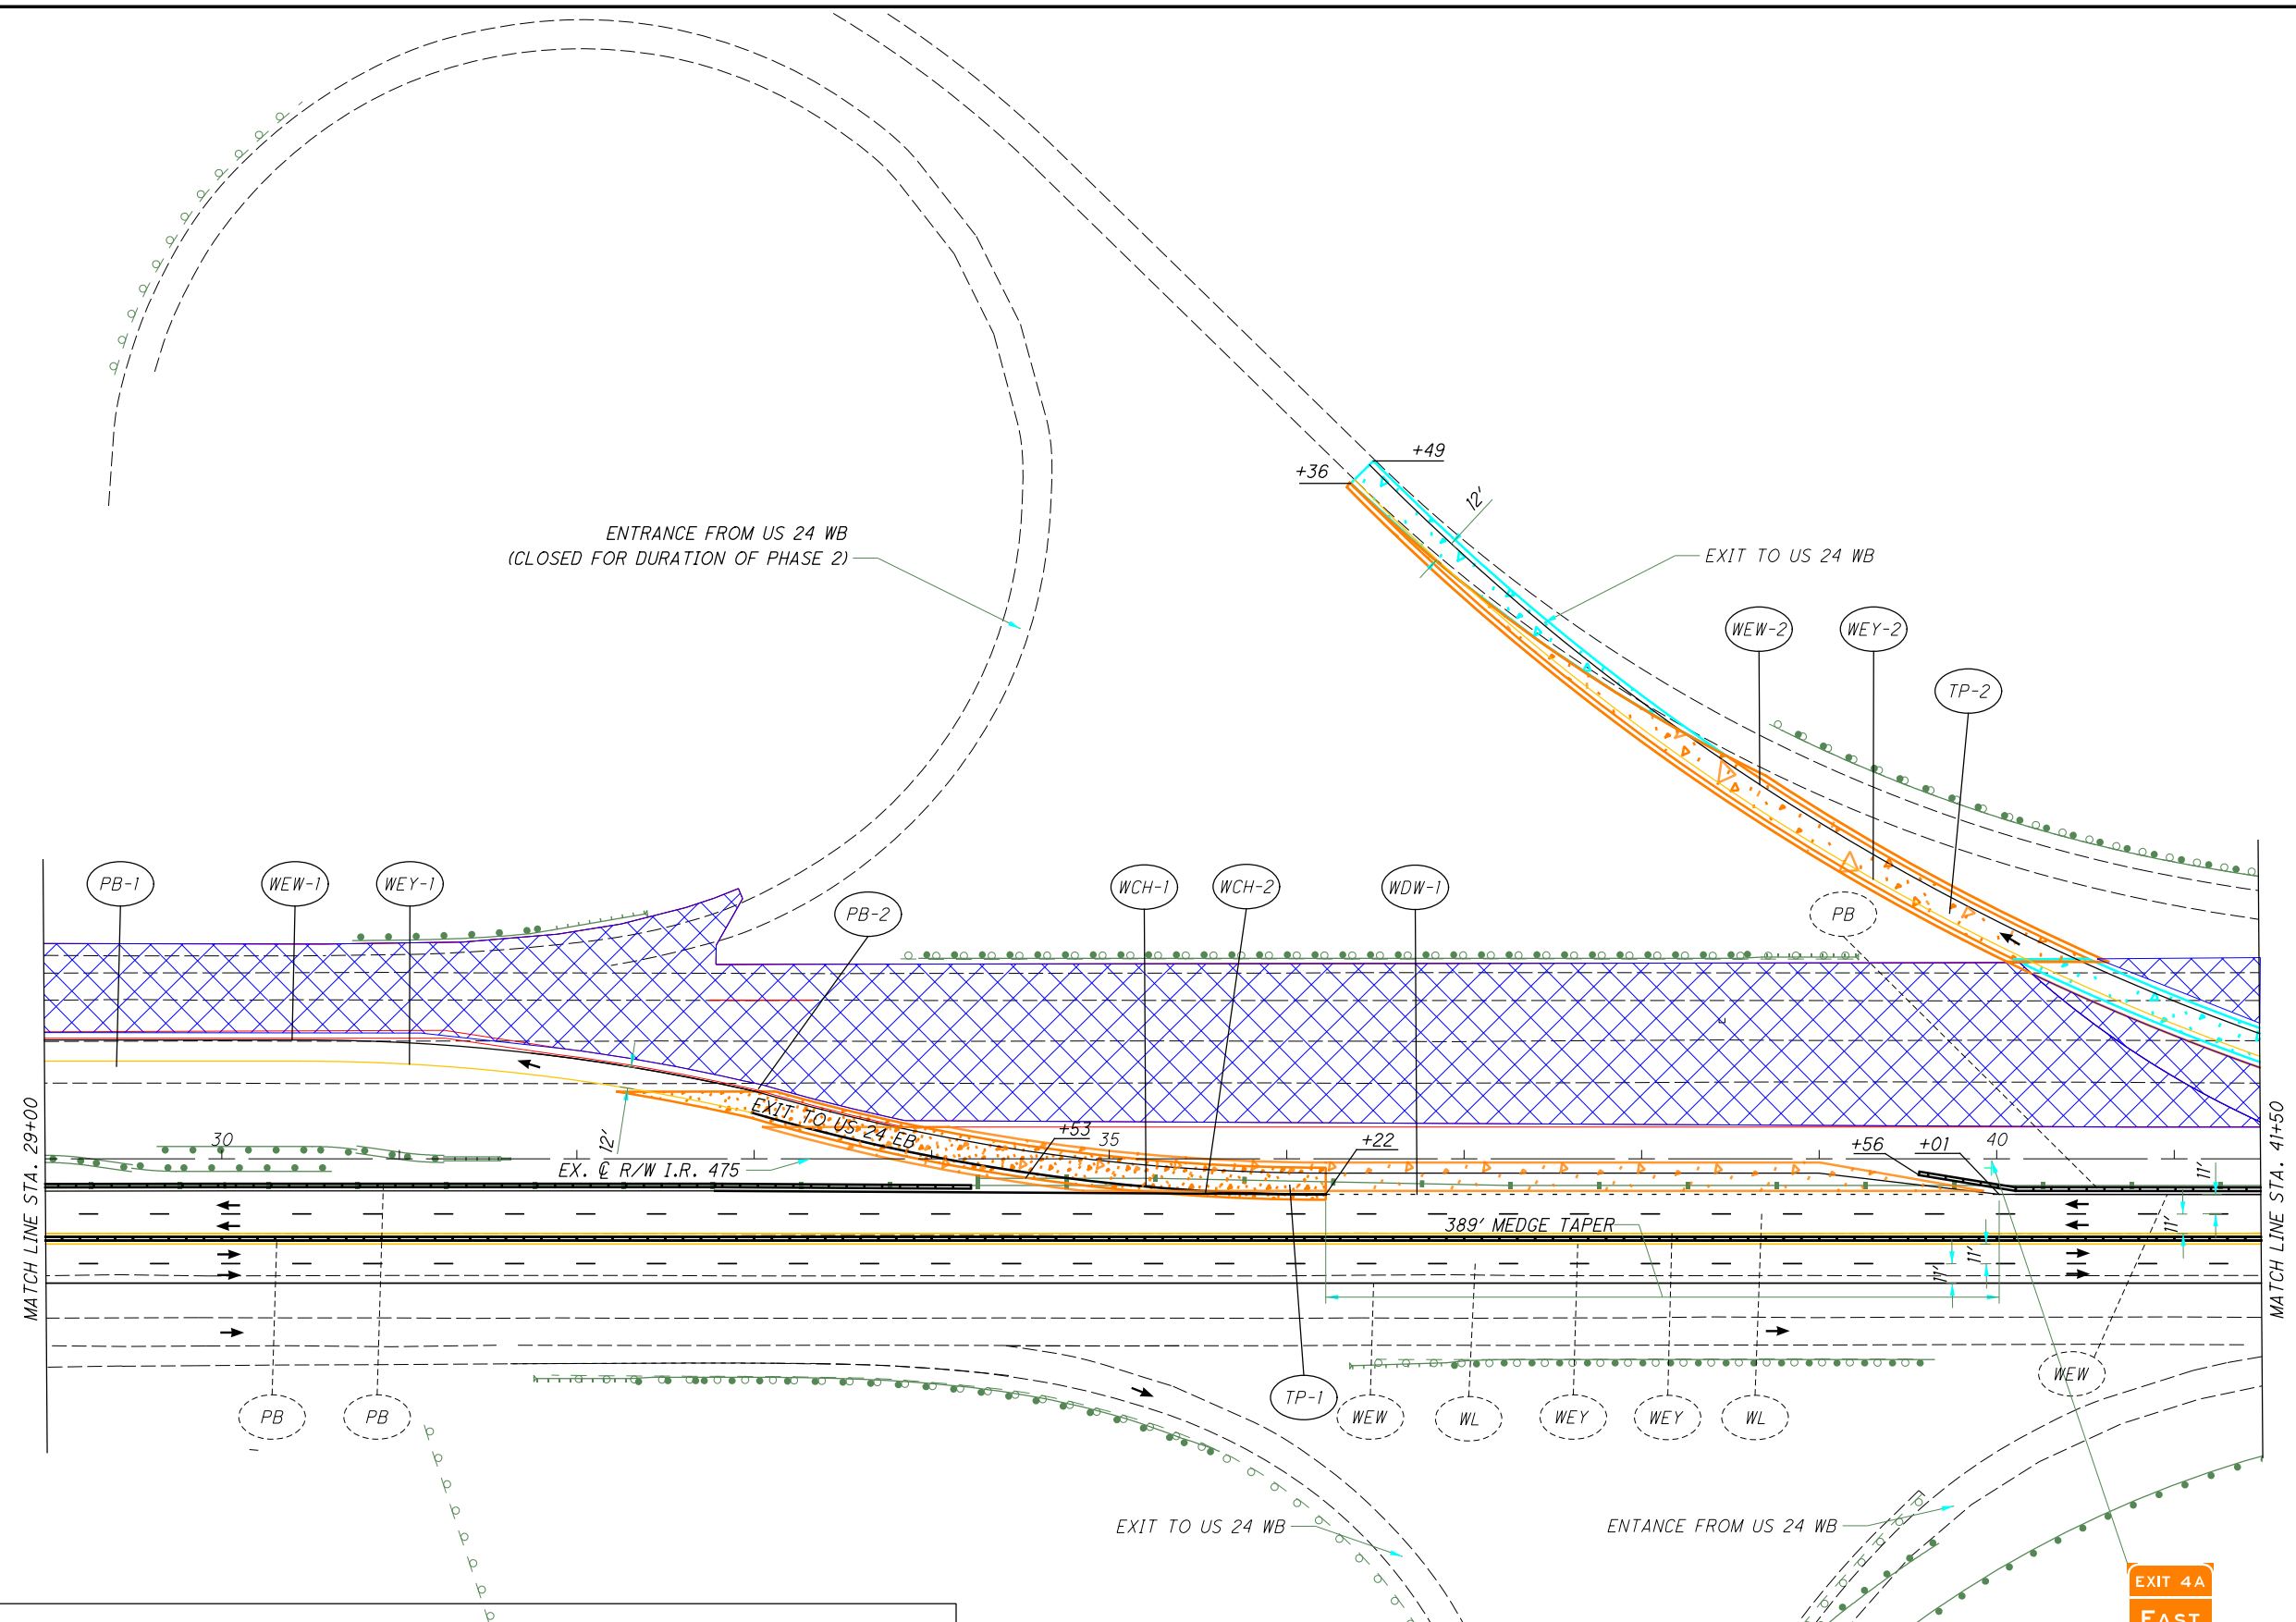 +49
+36
12'
ENTRANCE FROM US 24 WB
(CLOSED FOR DURATION OF PHASE 2)
EXIT TO US 24 WB
WEW-2
WEY-2
TP-2
PB-1
WEW-1
WEY-1
PB-2
WCH-1
WCH-2
WDW-1
PB
EXIT TO US 24 EB
MATCH LINE STA. 29+00
MATCH LINE STA. 41+50
30
12'
+53
35
+22
+56
+01
40
EX. ℄ R/W I.R. 475
11'
11'
389' MEDGE TAPER
11'
11'
TP-1
PB
PB
WEW
WL
WEY
WEY
WL
WEW
EXIT TO US 24 WB
ENTANCE FROM US 24 WB
EXIT 4A
EAST